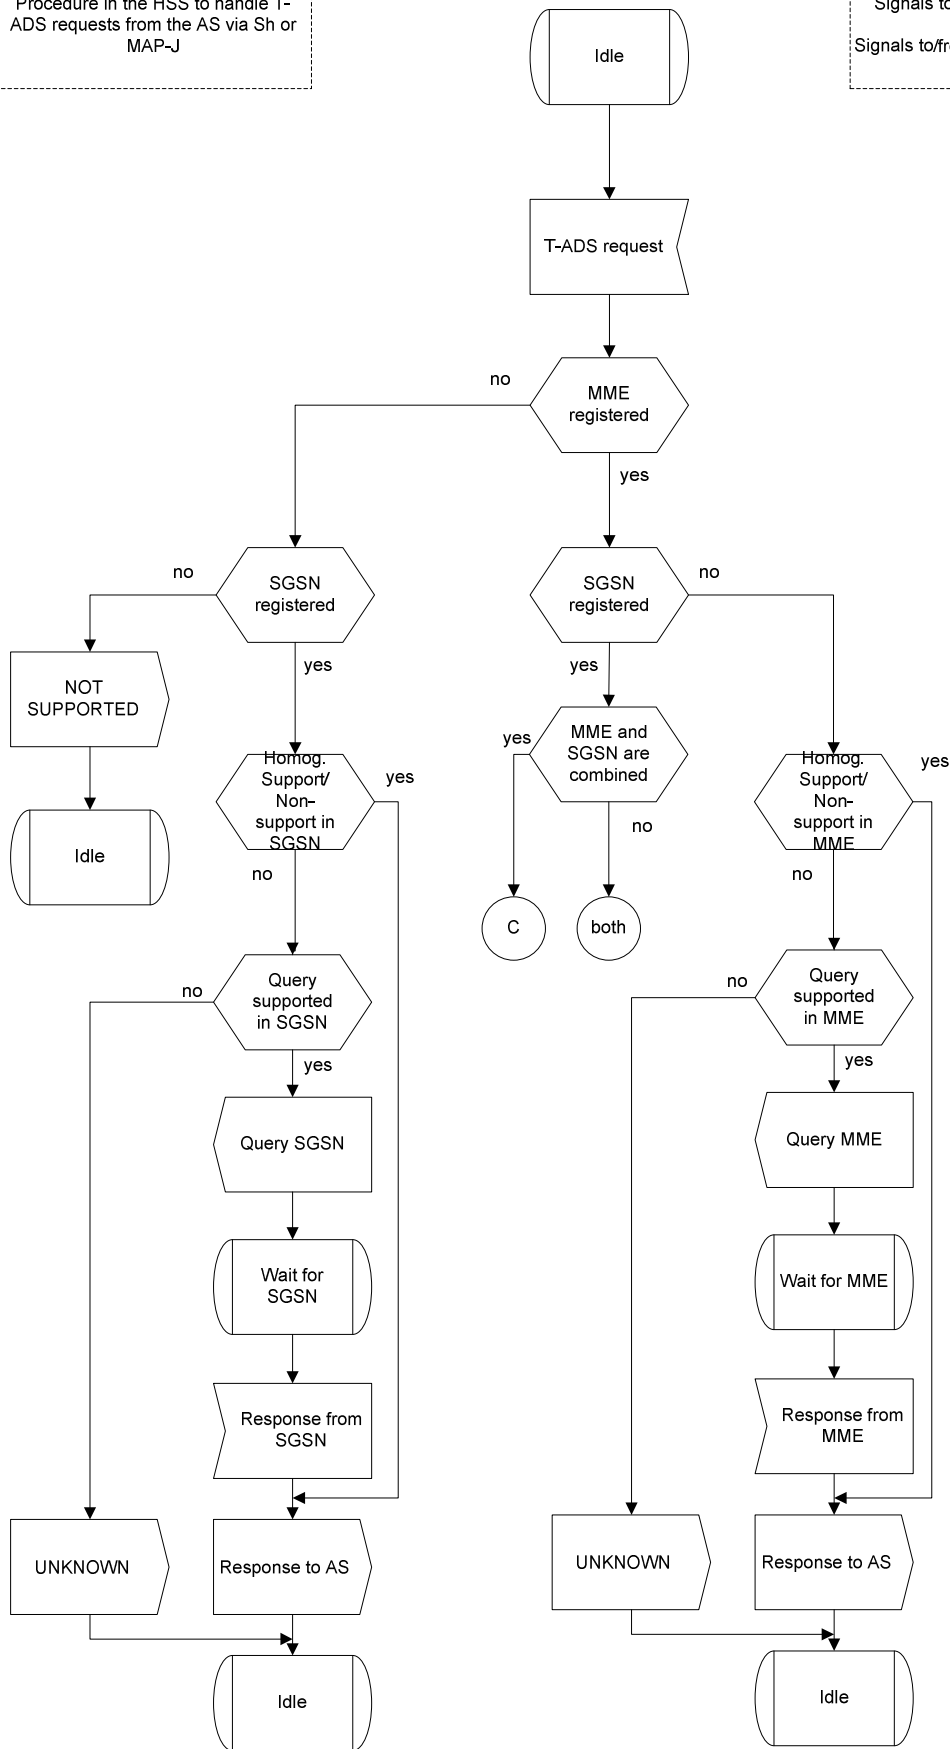 Procedure in the HSS to handle T-
ADS requests from the AS via Sh or
MAP-J
Signals to
Signals to/fr
Idle
T-ADS request
no
MME
registered
yes
no
SGSN
registered
SGSN
registered
no
yes
yes
NOT
SUPPORTED
yes
MME and
SGSN are
combined
Homog.
Support/
Non–
support in
SGSN
yes
Homog.
Support/
Non-
support in
MME
yes
Idle
no
no
no
C
both
no
Query
supported
in SGSN
no
Query
supported
in MME
yes
yes
Query SGSN
Query MME
Wait for
SGSN
Wait for MME
Response from
SGSN
Response from
MME
UNKNOWN
Response to AS
UNKNOWN
Response to AS
Idle
Idle